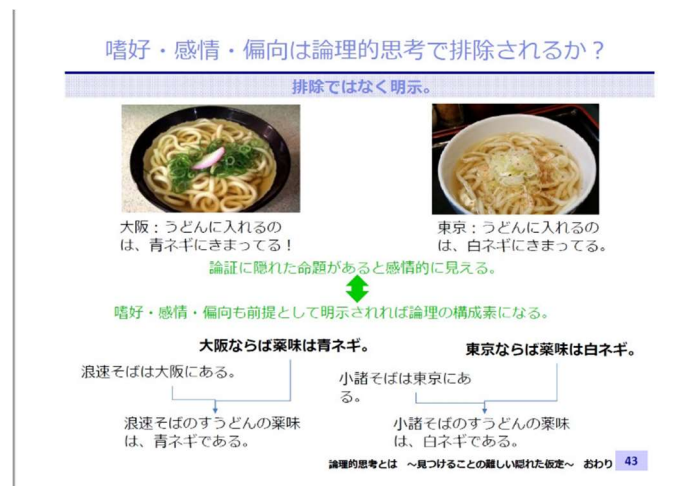 嗜好・感情・偏向は論理的思考で排除されるか？
排除ではなく明示。
大阪：うどんに入れるの
は、青ネギにきまってる！
東京：うどんに入れるの
は、白ネギにきまってる。
論証に隠れた命題があると感情的に見える。
嗜好・感情・偏向も前提として明示されれば論理の構成素になる。
大阪ならば薬味は青ネギ。
浪速そばは大阪にある。
浪速そばのすうどんの薬味
は、青ネギである。
東京ならば薬味は白ネギ。
小諸そばは東京にあ
る。
小諸そばのすうどんの薬味
は、白ネギである。
論理的思考とは　～見つけることの難しい隠れた仮定～　おわり
43